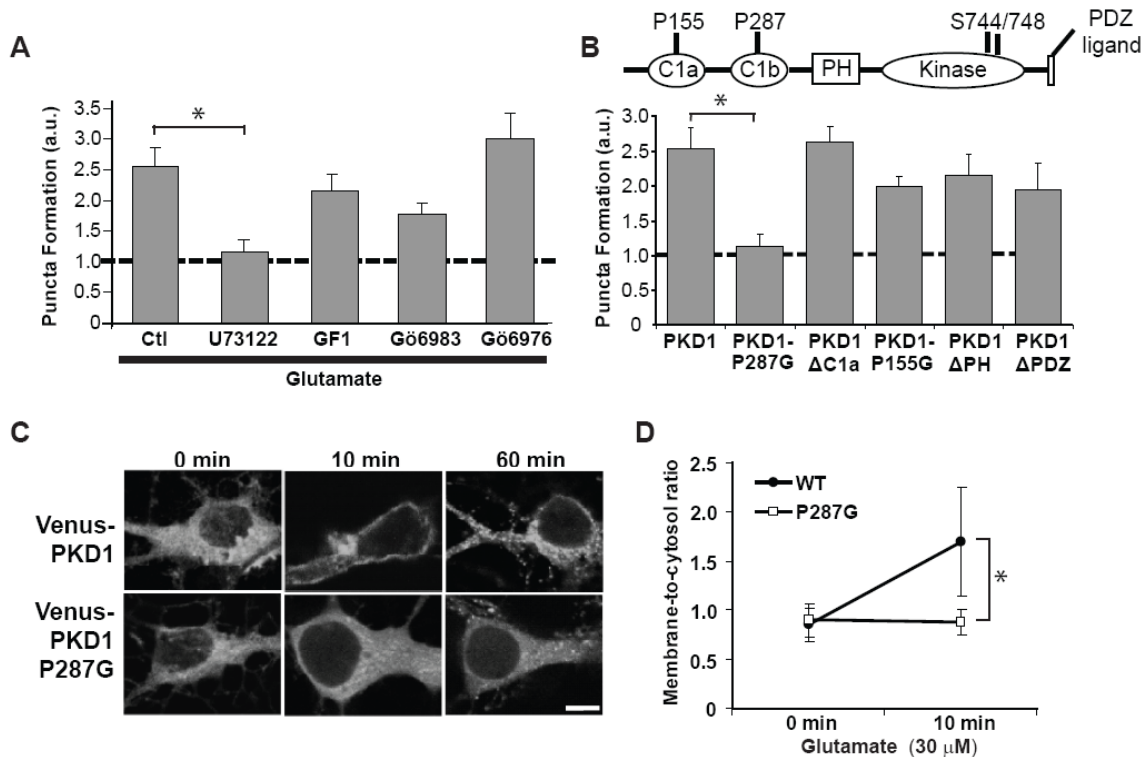 A
Puncta Formation (a.u.)
3.5
3.0
2.5
2.0
1.5
1.0
0.5
0
*
Ctl U73122 GF1 Gö6983 Gö6976
Glutamate
B
P155 P287 S744/748 PDZ
ligand
C1a C1b PH Kinase
Puncta Formation (a.u.)
3.0
2.5
2.0
1.5
1.0
0.5
0
*
PKD1 PKD1- PKD1 PKD1- PKD1 PKD1
P287G ΔC1a P155G ΔPH ΔPDZ
C
0 min 10 min 60 min
Venus-
PKD1
Venus-
PKD1
P287G
D
Membrane-to-cytosol ratio
2.5
2.0
1.5
1.0
0.5
0
WT
P287G
*
0 min 10 min
Glutamate (30 μM)